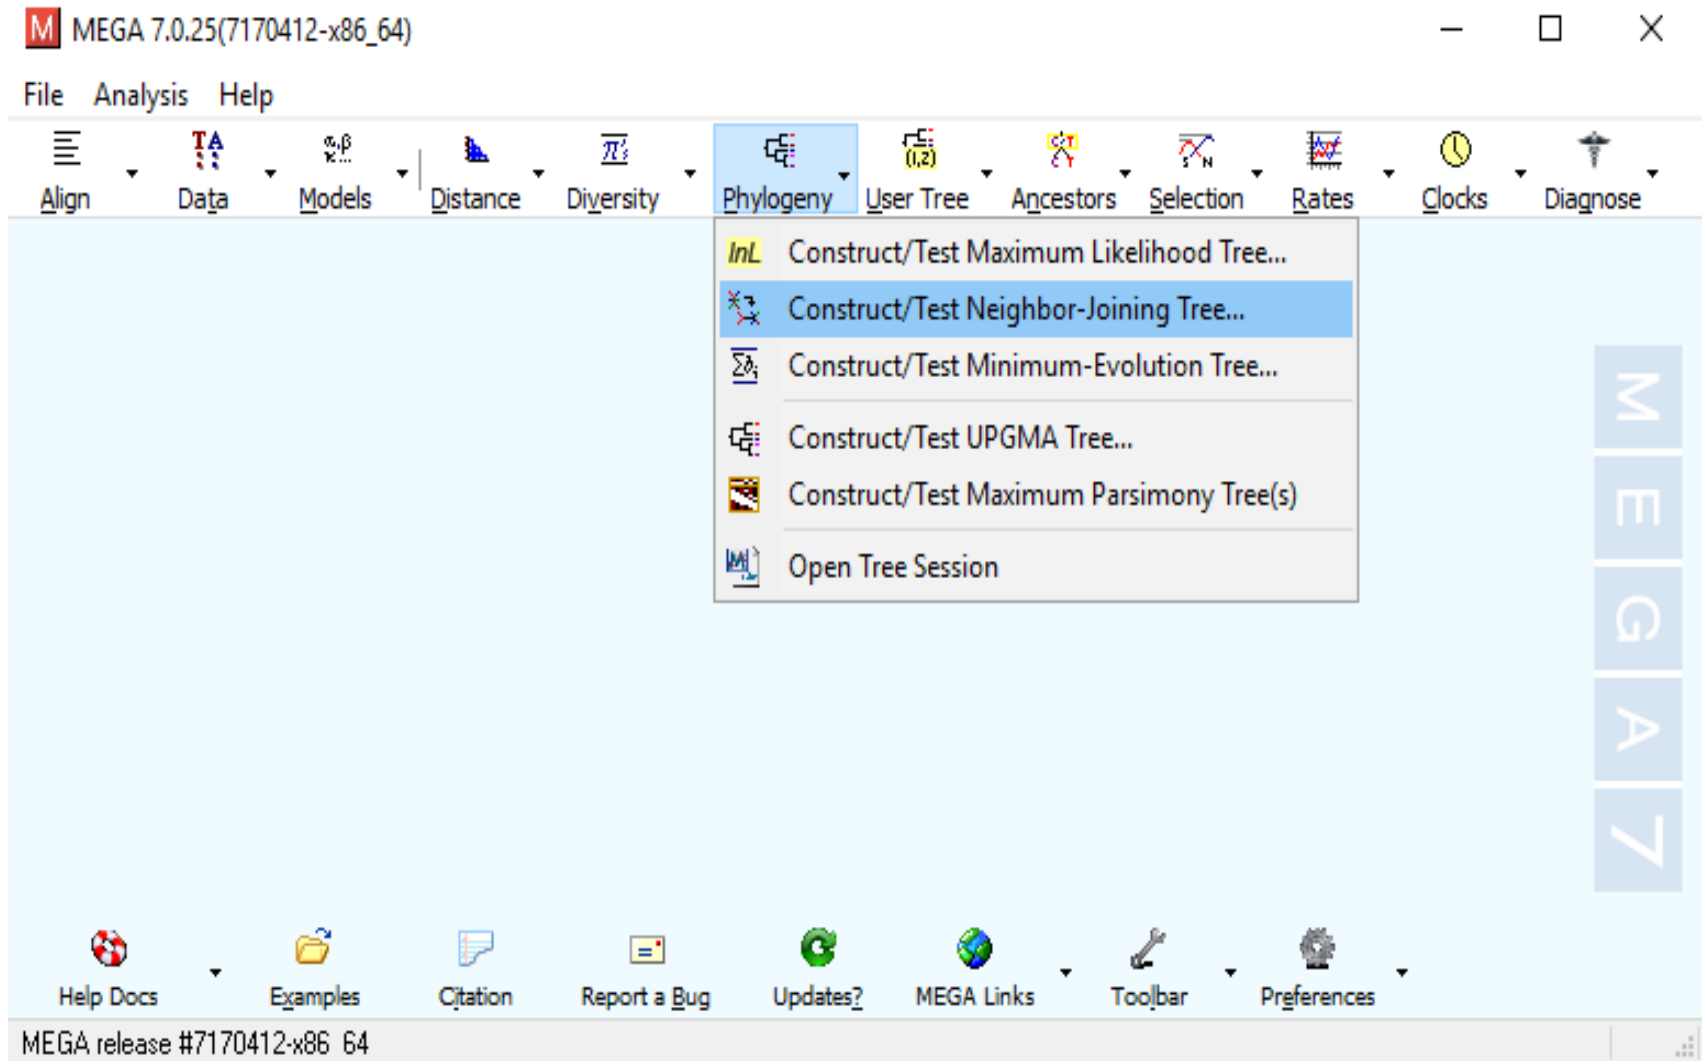 M MEGA 7.0.25(7170412-x86_64)
File Analysis Help
Align Data Models Distance Diversity Phylogeny User Tree Ancestors Selection Rates Clocks Diagnose
lnL Construct/Test Maximum Likelihood Tree...
Construct/Test Neighbor-Joining Tree...
Construct/Test Minimum-Evolution Tree...
Construct/Test UPGMA Tree...
Construct/Test Maximum Parsimony Tree(s)
Open Tree Session
MEGA7
Help Docs Examples Citation Report a Bug Updates? MEGA Links Toolbar Preferences
MEGA release #7170412-x86_64